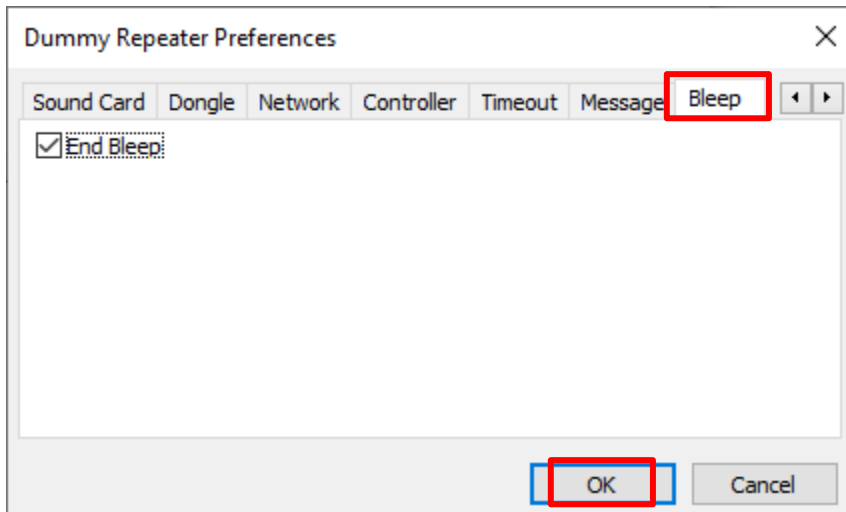 Dummy Repeater Preferences
Sound Card Dongle Network Controller Timeout Message Bleep
End Bleep
OK Cancel